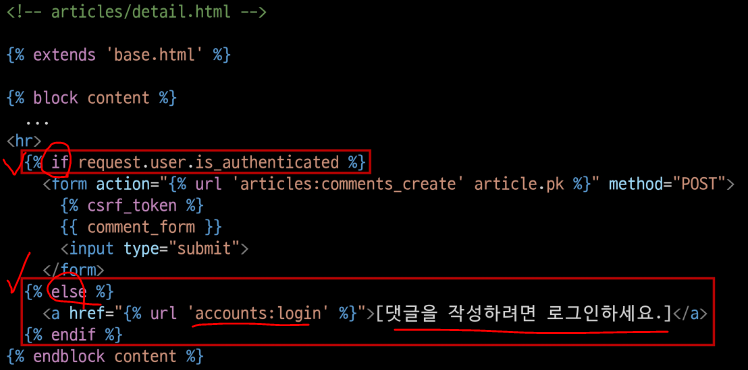 <!-- articles/detail.html -->
{% extends 'base.html' %}
{% block content %}
...
<hr>
{% if request.user.is_authenticated %}
<form action="{% url 'articles:comments_create' article.pk %}" method="POST">
{% csrf_token %}
{{ comment_form }}
<input type="submit">
</form>
{% else %}
<a href="{% url 'accounts:login' %}">[댓글을 작성하려면 로그인하세요.]</a>
{% endif %}
{% endblock content %}